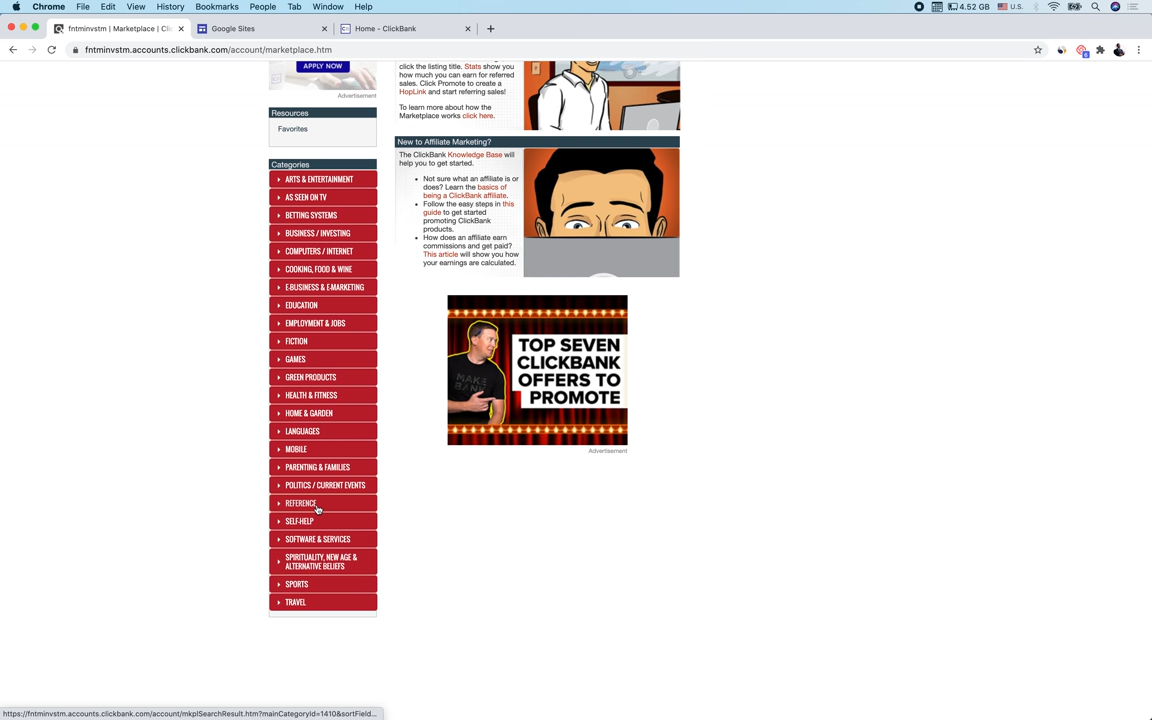 Chrome File Edit View History Bookmarks People Tab Window Help 4.52 GB U.S.
fntminvstm | Marketplace | Cli Google Sites Home - ClickBank
fntminvstm.accounts.clickbank.com/account/marketplace.htm
APPLY NOW
Advertisement
Resources
Favorites
Categories
ARTS & ENTERTAINMENT
AS SEEN ON TV
BETTING SYSTEMS
BUSINESS / INVESTING
COMPUTERS / INTERNET
COOKING, FOOD & WINE
E-BUSINESS & E-MARKETING
EDUCATION
EMPLOYMENT & JOBS
FICTION
GAMES
GREEN PRODUCTS
HEALTH & FITNESS
HOME & GARDEN
LANGUAGES
MOBILE
PARENTING & FAMILIES
POLITICS / CURRENT EVENTS
REFERENCE
SELF-HELP
SOFTWARE & SERVICES
SPIRITUALITY, NEW AGE &
ALTERNATIVE BELIEFS
SPORTS
TRAVEL
click the listing title. Stats show you
how much you can earn for referred
sales. Click Promote to create a
HopLink and start referring sales!
To learn more about how the
Marketplace works click here.
New to Affiliate Marketing?
The ClickBank Knowledge Base will
help you to get started.
• Not sure what an affiliate is or
does? Learn the basics of
being a ClickBank affiliate.
• Follow the easy steps in this
guide to get started
promoting ClickBank
products.
• How does an affiliate earn
commissions and get paid?
This article will show you how
your earnings are calculated.
MAKE
BANK
TOP SEVEN
CLICKBANK
OFFERS TO
PROMOTE
Advertisement
https://fntminvstm.accounts.clickbank.com/account/mkplSearchResult.htm?mainCategoryId=1410&sortField...